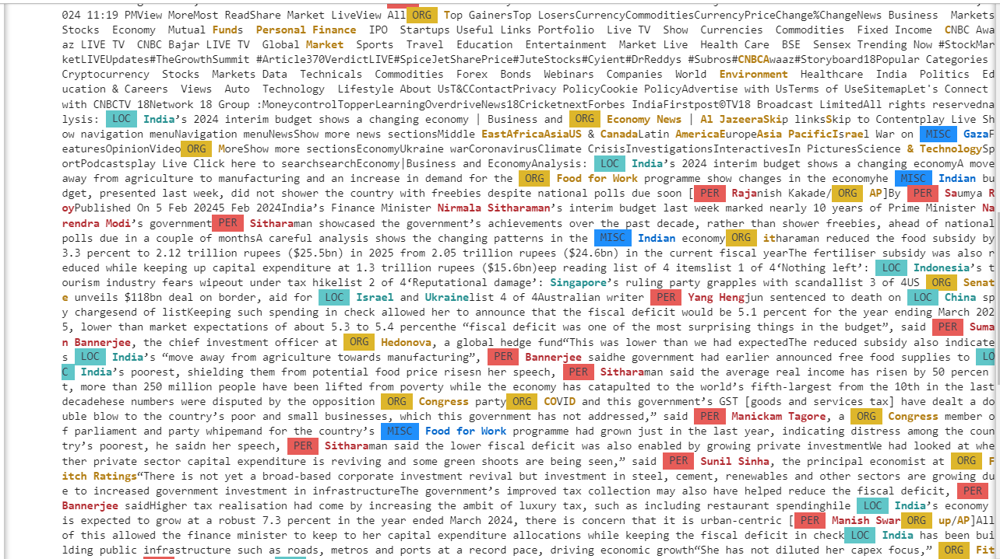 024 11:19 PMView MoreMost ReadShare Market LiveView All ORG Top GainersTop LosersCurrencyCommoditiesCurrencyPriceChange%ChangeNews Business  Markets
Stocks  Economy  Mutual Funds  Personal Finance  IPO  Startups Useful Links Portfolio  Live TV  Show  Currencies  Commodities  Fixed Income  CNBC Awa
az LIVE TV  CNBC Bajar LIVE TV  Global Market  Sports  Travel  Education  Entertainment  Market Live  Health Care  BSE  Sensex Trending Now #StockMar
ketLIVEUpdates#TheGrowthSummit #Article370VerdictLIVE#SpiceJetSharePrice#JuteStocks#Cyient#DrReddys #Subros#CNBCAwaaz#Storyboard18Popular Categories
Cryptocurrency  Stocks  Markets Data  Technicals  Commodities  Forex  Bonds  Webinars  Companies  World  Environment  Healthcare  India  Politics  Ed
ucation & Careers  Views  Auto  Technology  Lifestyle About UsT&CContactPrivacy PolicyCookie PolicyAdvertise with UsTerms of UseSitemapLet's Connect
with CNBCTV 18Network 18 Group :MoneycontrolTopperLearningOverdriveNews18CricketnextForbes IndiaFirstpost©TV18 Broadcast LimitedAll rights reservedna
lysis: LOC India's 2024 interim budget shows a changing economy | Business and ORG Economy News | Al JazeeraSkip linksSkip to Contentplay Live Sh
ow navigation menuNavigation menuNewsShow more news sectionsMiddle EastAfricaAsiaUS & CanadaLatin AmericaEuropeAsia PacificIsrael War on MISC GazaF
eaturesOpinionVideo ORG MoreShow more sectionsEconomyUkraine warCoronavirusClimate CrisisInvestigationsInteractivesIn PicturesScience & TechnologySp
ortPodcastsplay Live Click here to searchsearchEconomy|Business and EconomyAnalysis: LOC India's 2024 interim budget shows a changing economyA move
away from agriculture to manufacturing and an increase in demand for the ORG Food for Work programme show changes in the economyhe MISC Indian bu
dget, presented last week, did not shower the country with freebies despite national polls due soon [ PER Rajanish Kakade/ ORG AP]By PER Saumya R
oyPublished On 5 Feb 20245 Feb 2024India's Finance Minister Nirmala Sitharaman's interim budget last week marked nearly 10 years of Prime Minister Na
rendra Modi's government PER Sitharaman showcased the government's achievements over the past decade, rather than shower freebies, ahead of national
polls due in a couple of monthsA careful analysis shows the changing patterns in the MISC Indian economy ORG itharaman reduced the food subsidy by
3.3 percent to 2.12 trillion rupees ($25.5bn) in 2025 from 2.05 trillion rupees ($24.6bn) in the current fiscal yearThe fertiliser subsidy was also r
educed while keeping up capital expenditure at 1.3 trillion rupees ($15.6bn)eep reading list of 4 itemslist 1 of 4'Nothing left': LOC Indonesia's t
ourism industry fears wipeout under tax hikelist 2 of 4'Reputational damage': Singapore's ruling party grapples with scandallist 3 of 4US ORG Senat
e unveils $118bn deal on border, aid for LOC Israel and Ukrainelist 4 of 4Australian writer PER Yang Hengjun sentenced to death on LOC China sp
y chargesend of listKeeping such spending in check allowed her to announce that the fiscal deficit would be 5.1 percent for the year ending March 202
5, lower than market expectations of about 5.3 to 5.4 percenthe “fiscal deficit was one of the most surprising things in the budget”, said PER Suma
n Bannerjee, the chief investment officer at ORG Hedonova, a global hedge fund“This was lower than we had expectedThe reduced subsidy also indicate
s LOC India's “move away from agriculture towards manufacturing”, PER Bannerjee saidhe government had earlier announced free food supplies to LO
C India's poorest, shielding them from potential food price risesn her speech, PER Sitharaman said the average real income has risen by 50 percen
t, more than 250 million people have been lifted from poverty while the economy has catapulted to the world's fifth-largest from the 10th in the last
decadehese numbers were disputed by the opposition ORG Congress party ORG COVID and this government's GST [goods and services tax] have dealt a do
uble blow to the country's poor and small businesses, which this government has not addressed,” said PER Manickam Tagore, a ORG Congress member o
f parliament and party whipemand for the country's MISC Food for Work programme had grown just in the last year, indicating distress among the coun
try's poorest, he saidn her speech, PER Sitharaman said the lower fiscal deficit was also enabled by growing private investmentWe had looked at whe
ther private sector capital expenditure is reviving and some green shoots are being seen,” said PER Sunil Sinha, the principal economist at ORG F
itch Ratings“There is not yet a broad-based corporate investment revival but investment in steel, cement, renewables and other sectors are growing du
e to increased government investment in infrastructureThe government's improved tax collection may also have helped reduce the fiscal deficit, PER
Bannerjee saidHigher tax realisation had come by increasing the ambit of luxury tax, such as including restaurant spendinghile LOC India's economy
is expected to grow at a robust 7.3 percent in the year ended March 2024, there is concern that it is urban-centric [ PER Manish Swar ORG up/AP]All
of this allowed the finance minister to keep to her capital expenditure allocations while keeping the fiscal deficit in check LOC India has been bui
lding public infrastructure such as roads, metros and ports at a record pace, driving economic growth“She has not diluted her capex focus,” ORG Fit